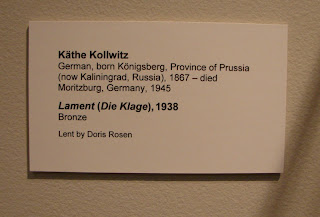 Käthe Kollwitz
German, born Königsberg, Province of Prussia
(now Kaliningrad, Russia), 1867 – died
Moritzburg, Germany, 1945
Lament (Die Klage), 1938
Bronze
Lent by Doris Rosen